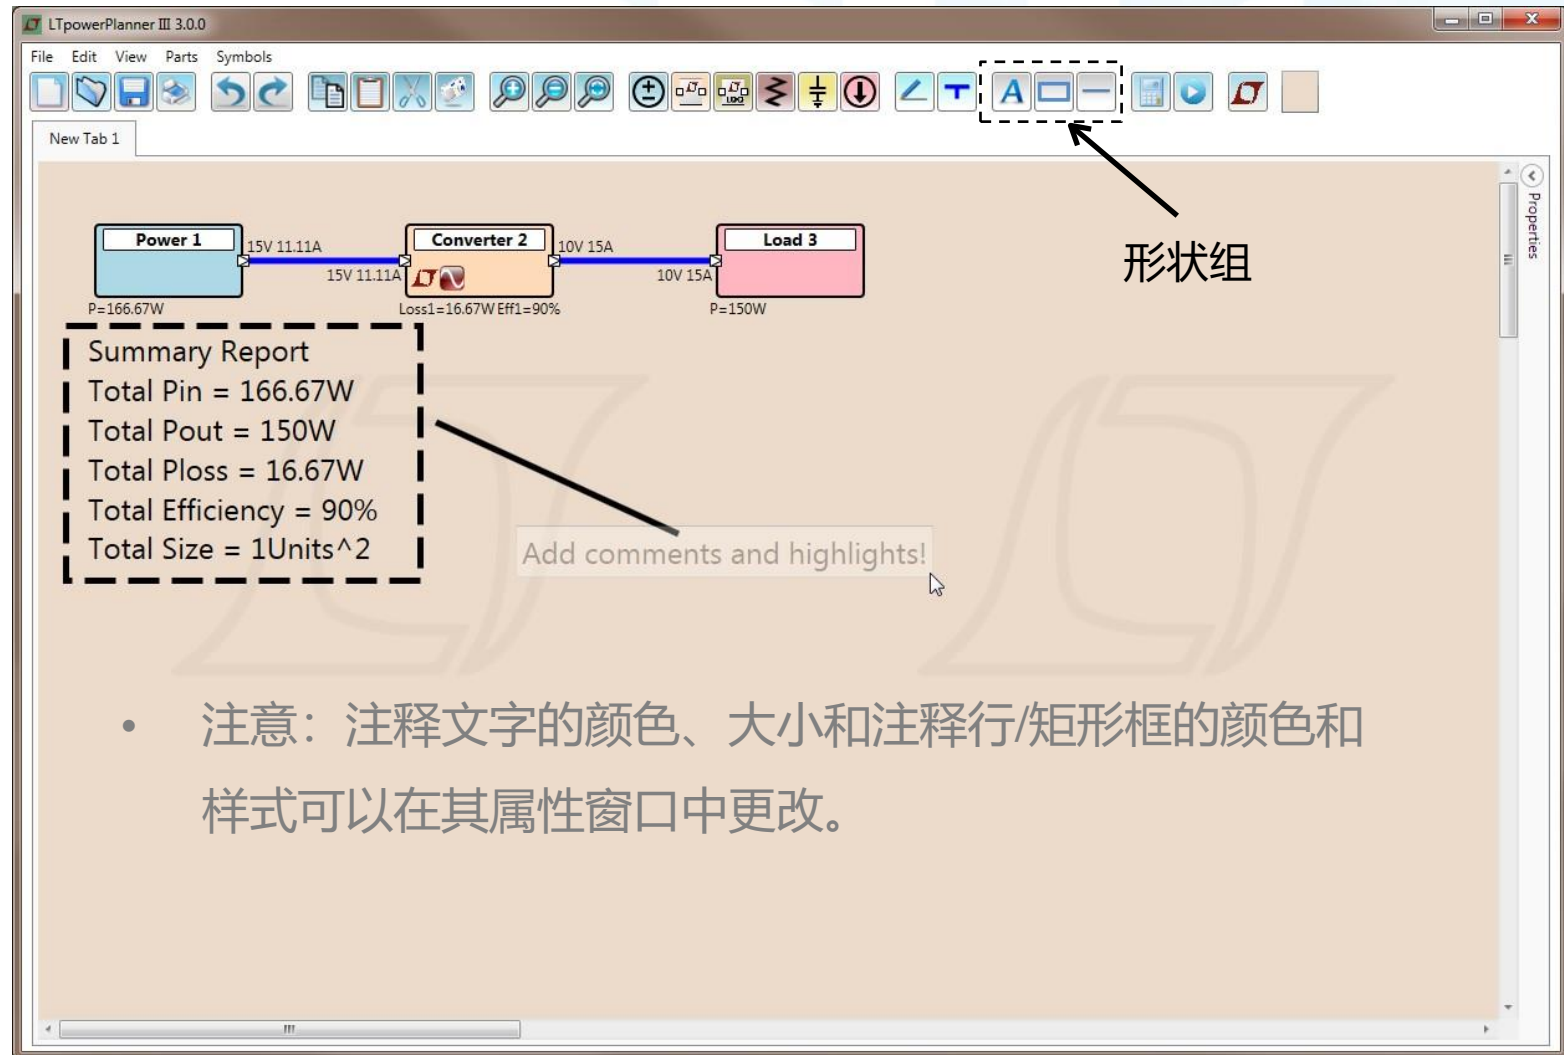 LTpowerPlanner III 3.0.0
File Edit View Parts Symbols
A
New Tab 1
Properties
形状组
Power 1
15V 11.11A
15V 11.11A
P=166.67W
Converter 2
10V 15A
10V 15A
Loss1=16.67W Eff1=90%
Load 3
P=150W
Summary Report
Total Pin = 166.67W
Total Pout = 150W
Total Ploss = 16.67W
Total Efficiency = 90%
Total Size = 1Units^2
Add comments and highlights!
• 注意：注释文字的颜色、大小和注释行/矩形框的颜色和
样式可以在其属性窗口中更改。